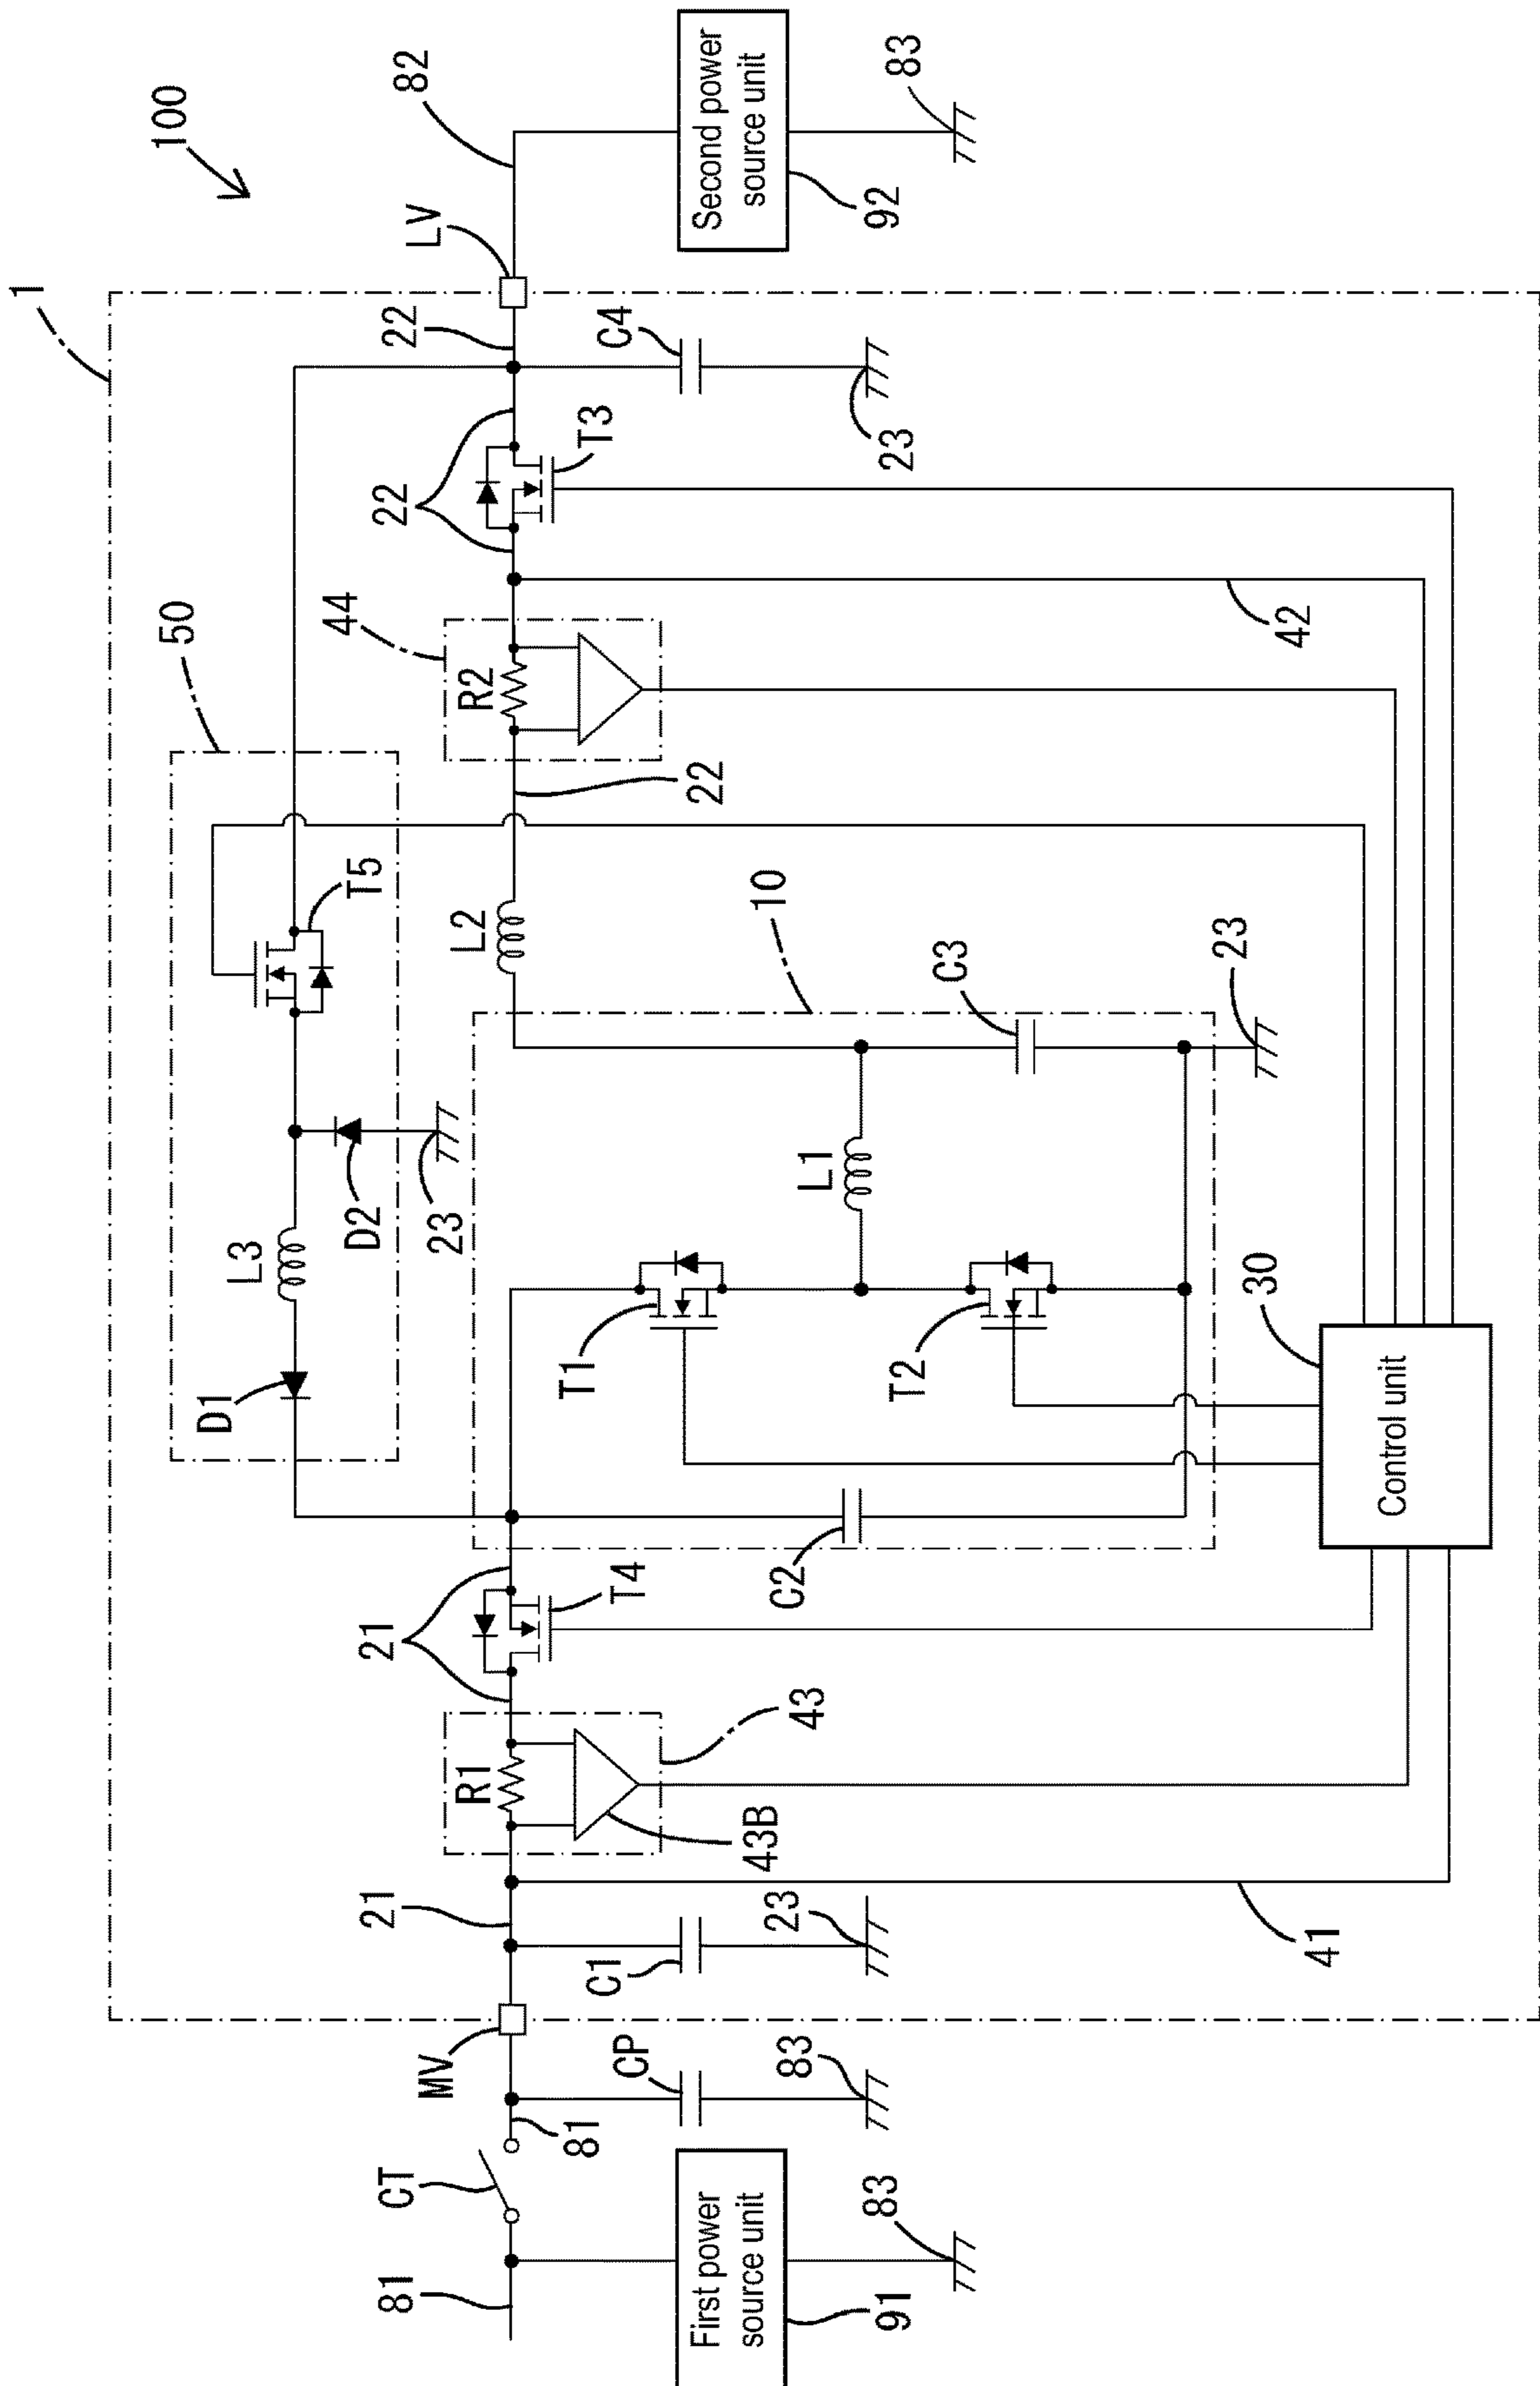 100
1
50
D1
L3
D2
23
T5
44
R2
22
L2
22
T3
22
LV
82
C4
23
Second power
source unit
92
83
42
10
T1
L1
T2
C3
23
C2
T4
21
R1
43
43B
21
C1
23
41
MV
CP
83
81
CT
81
First power
source unit
91
83
30
Control unit